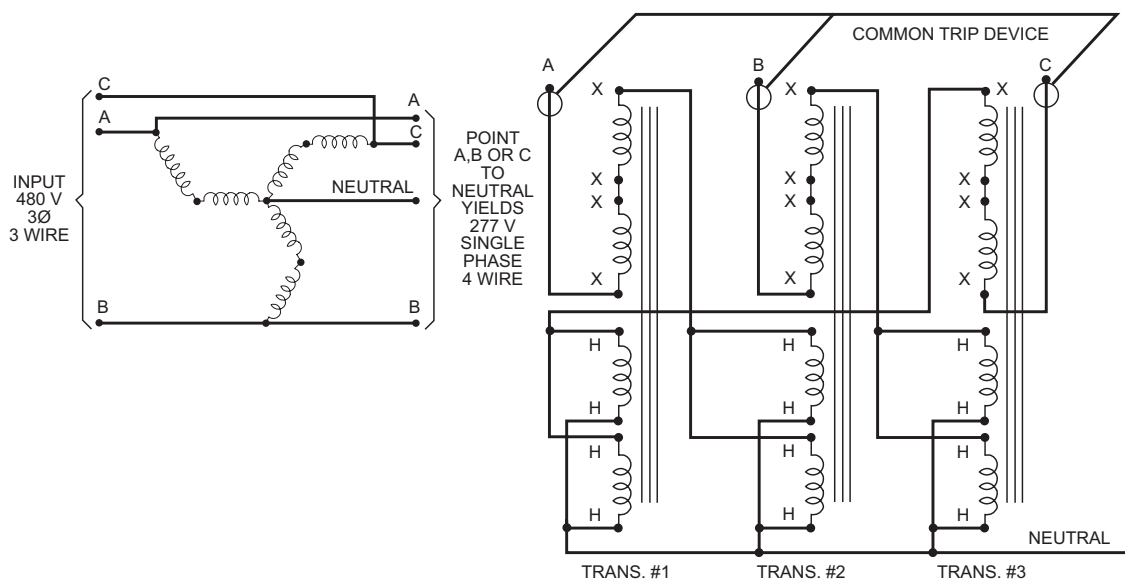 C
A
INPUT
480 V
3Ø
3 WIRE
B
A
C
NEUTRAL
B
POINT
A,B OR C
TO
NEUTRAL
YIELDS
277 V
SINGLE
PHASE
4 WIRE
COMMON TRIP DEVICE
A
B
C
X
X
X
X
X
X
X
X
X
X
X
X
H
H
H
H
H
H
H
H
H
H
H
H
NEUTRAL
TRANS. #1
TRANS. #2
TRANS. #3